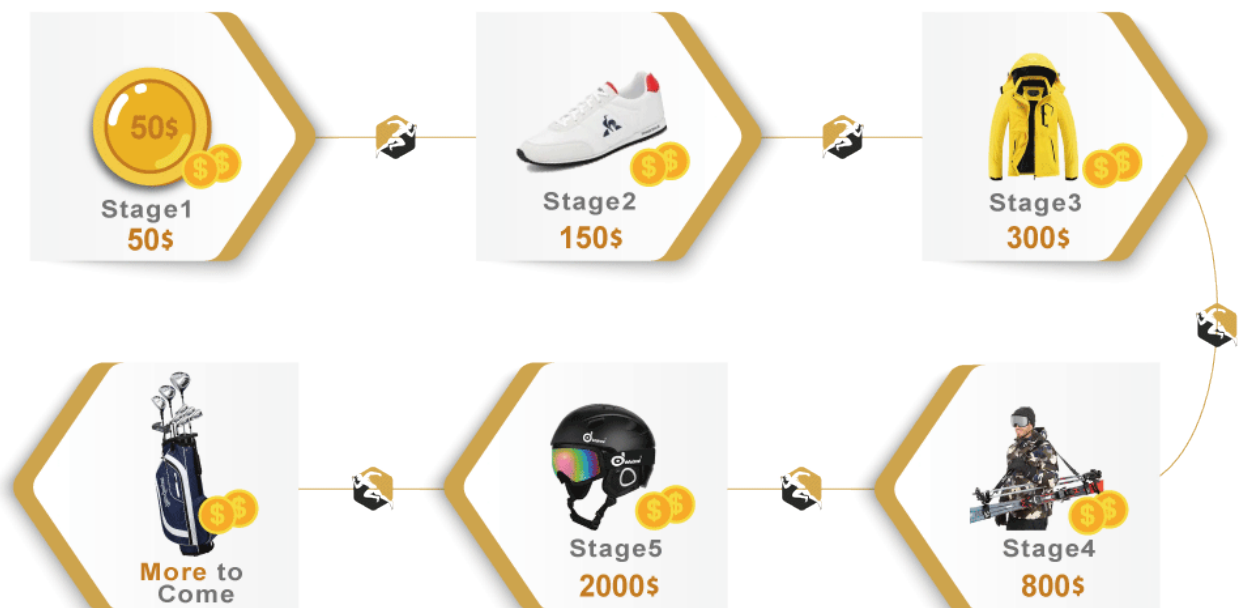 50$
$ $
Stage1
50$
$ $
Stage2
150$
$ $
Stage3
300$
$ $
Stage4
800$
$ $
Stage5
2000$
$ $
More to
Come